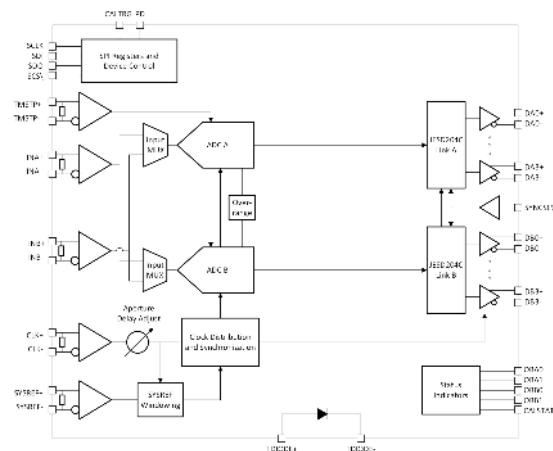 CALTRG PD
SCLK
SDI
SDO
SCS\
SPI Registers and
Device Control
TMSTP+
TMSTP-
INA+
INA-
Input
MUX
ADC A
JESD204C
Link A
DA0+
DA0-
DA3+
DA3-
Over-
range
SYNCSE\
INB+
INB-
Input
MUX
ADC B
JESD204C
Link B
DB0+
DB0-
DB3+
DB3-
Aperture
Delay Adjust
CLK+
CLK-
Clock Distribution
and Synchronization
SYSREF+
SYSREF-
SYSREF
Windowing
Status
Indicators
ORA0
ORA1
ORB0
ORB1
CALSTAT
TDIODE+
TDIODE-